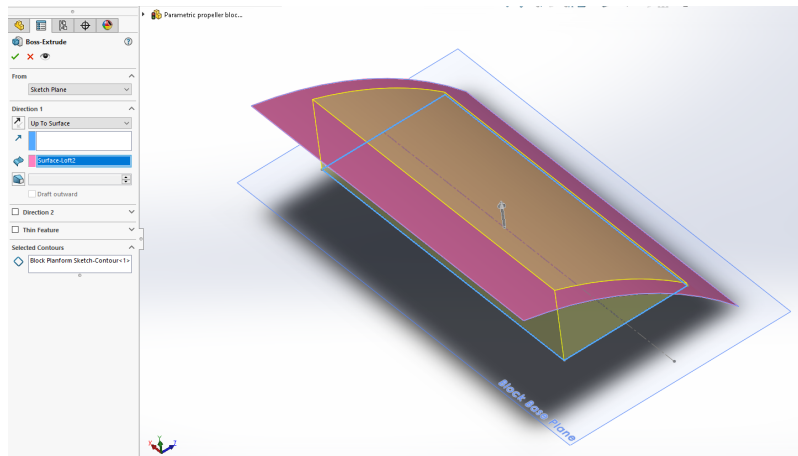 Parametric propeller bloc...
Boss-Extrude
From
Sketch Plane
Direction 1
Up To Surface
Surface-Loft2
Draft outward
Direction 2
Thin Feature
Selected Contours
Block Planform Sketch-Contour<1>
Block Base Plane
Y
X
Z